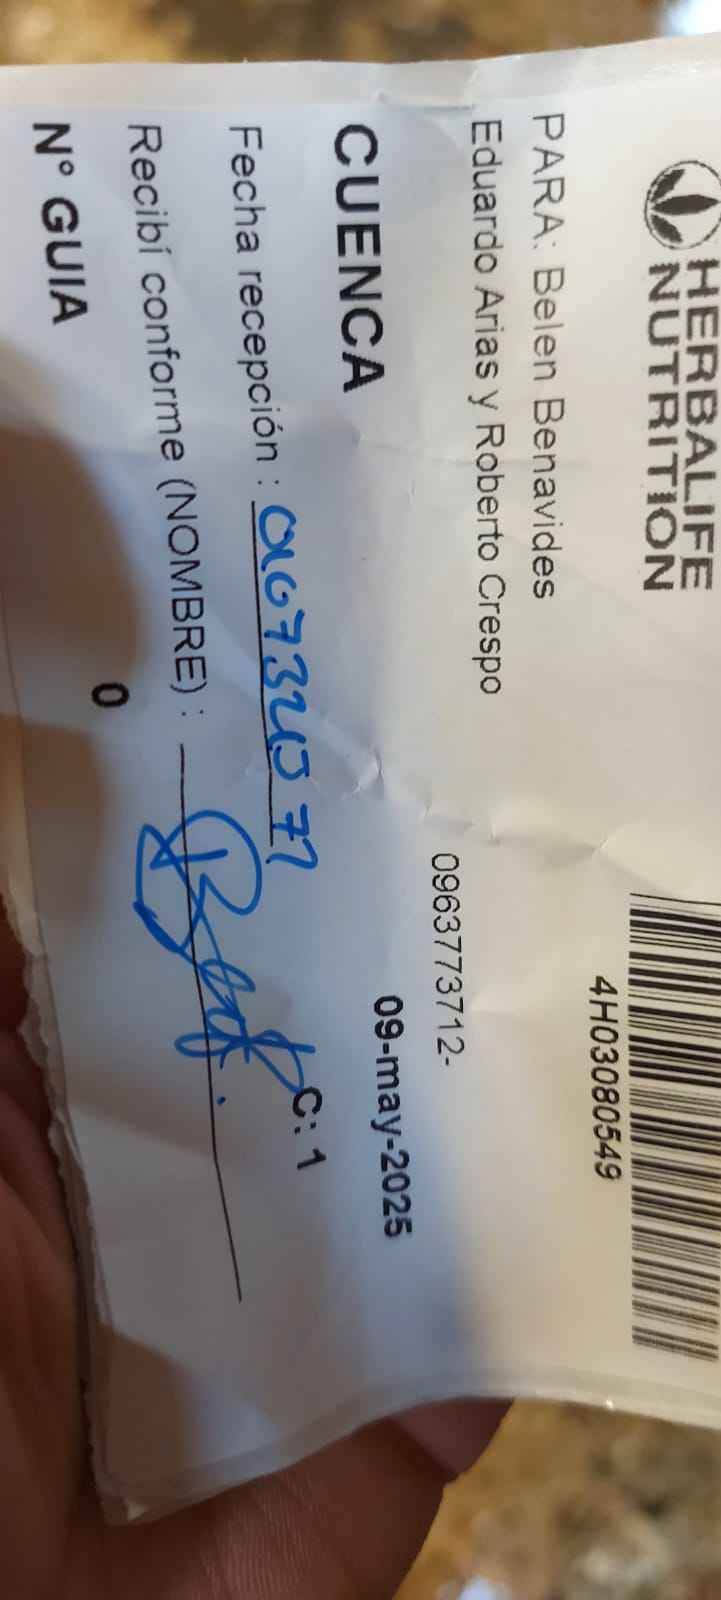 HERBALIFE
NUTRITION
4H03080549
PARA: Belen Benavides
Eduardo Arias y Roberto Crespo
0963773712-
CUENCA
09-may-2025
Fecha recepción :
C: 1
Recibí conforme (NOMBRE) :
N° GUIA
0